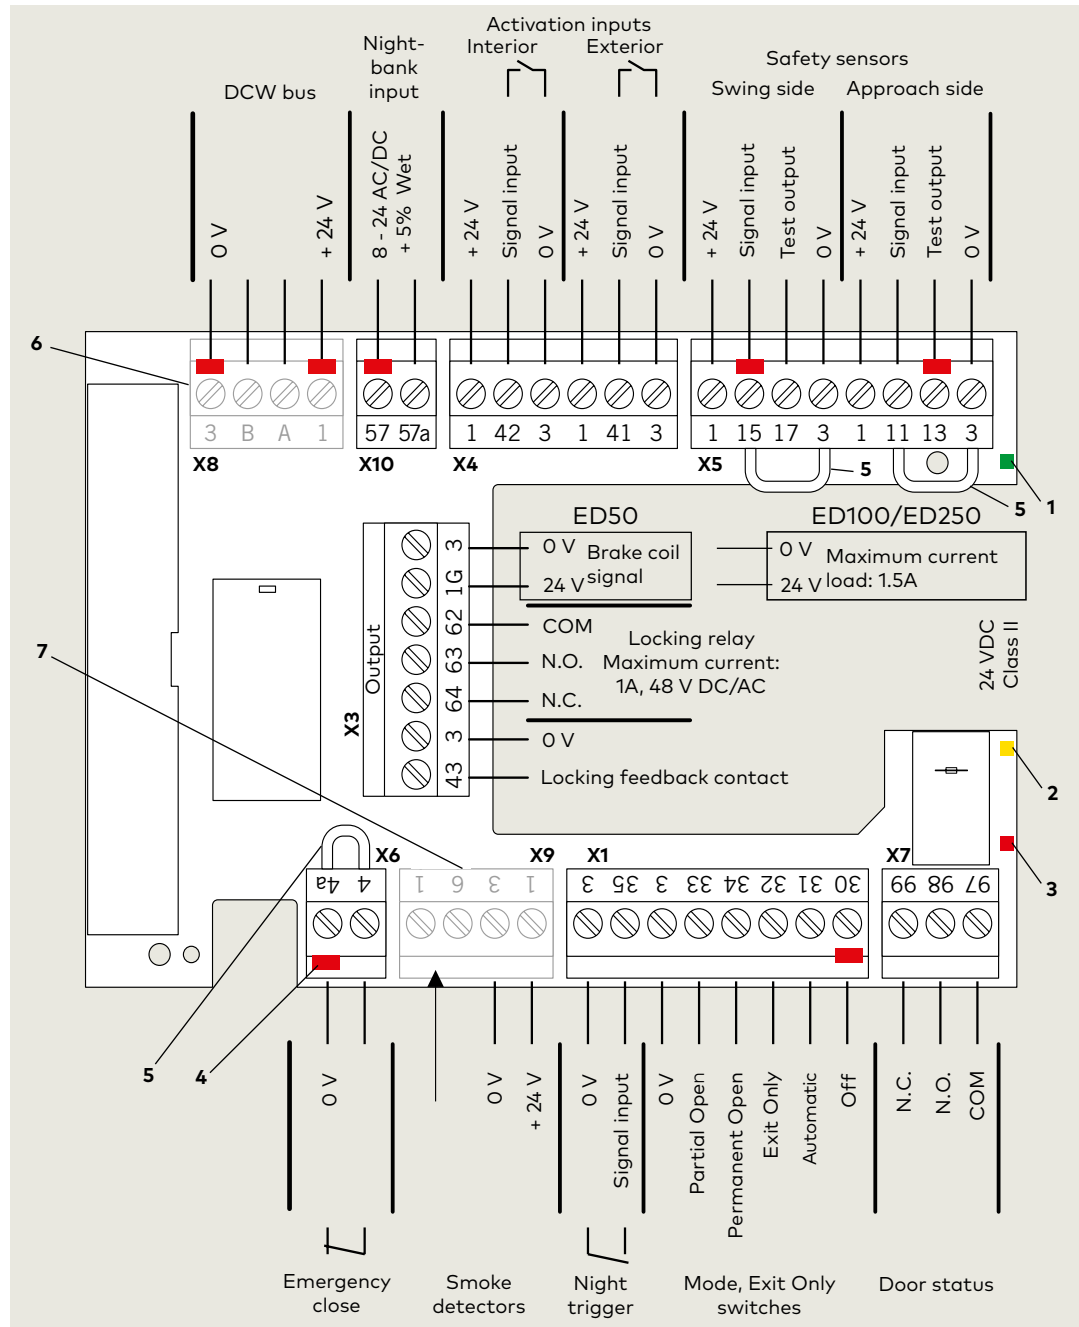 Activation inputs
Interior
Exterior
Night-
bank
input
Safety sensors
DCW bus
Swing side
Approach side
0 V
+ 24 V
8 - 24 AC/DC
+ 5% Wet
+ 24 V
Signal input
0 V
+ 24 V
Signal input
0 V
+ 24 V
Signal input
Test output
0 V
+ 24 V
Signal input
Test output
0 V
6
3
B
A
1
57
57a
1
42
3
1
41
3
1
15
17
3
1
11
13
3
X8
X10
X4
X5
5
5
1
ED50
ED100/ED250
3
1G
62
63
64
3
43
Output
X3
0 V
24 V
Brake coil
signal
0 V
24 V
Maximum current
load: 1.5A
COM
N.O.
N.C.
Locking relay
Maximum current:
1A, 48 V DC/AC
0 V
Locking feedback contact
24 VDC
Class II
7
2
3
X6
X9
X1
X7
4a
4
1
6
3
1
3
35
3
33
34
32
31
30
99
98
97
5
4
0 V
0 V
+ 24 V
0 V
Signal input
0 V
Partial Open
Permanent Open
Exit Only
Automatic
Off
N.C.
N.O.
COM
Emergency
close
Smoke
detectors
Night
trigger
Mode, Exit Only
switches
Door status